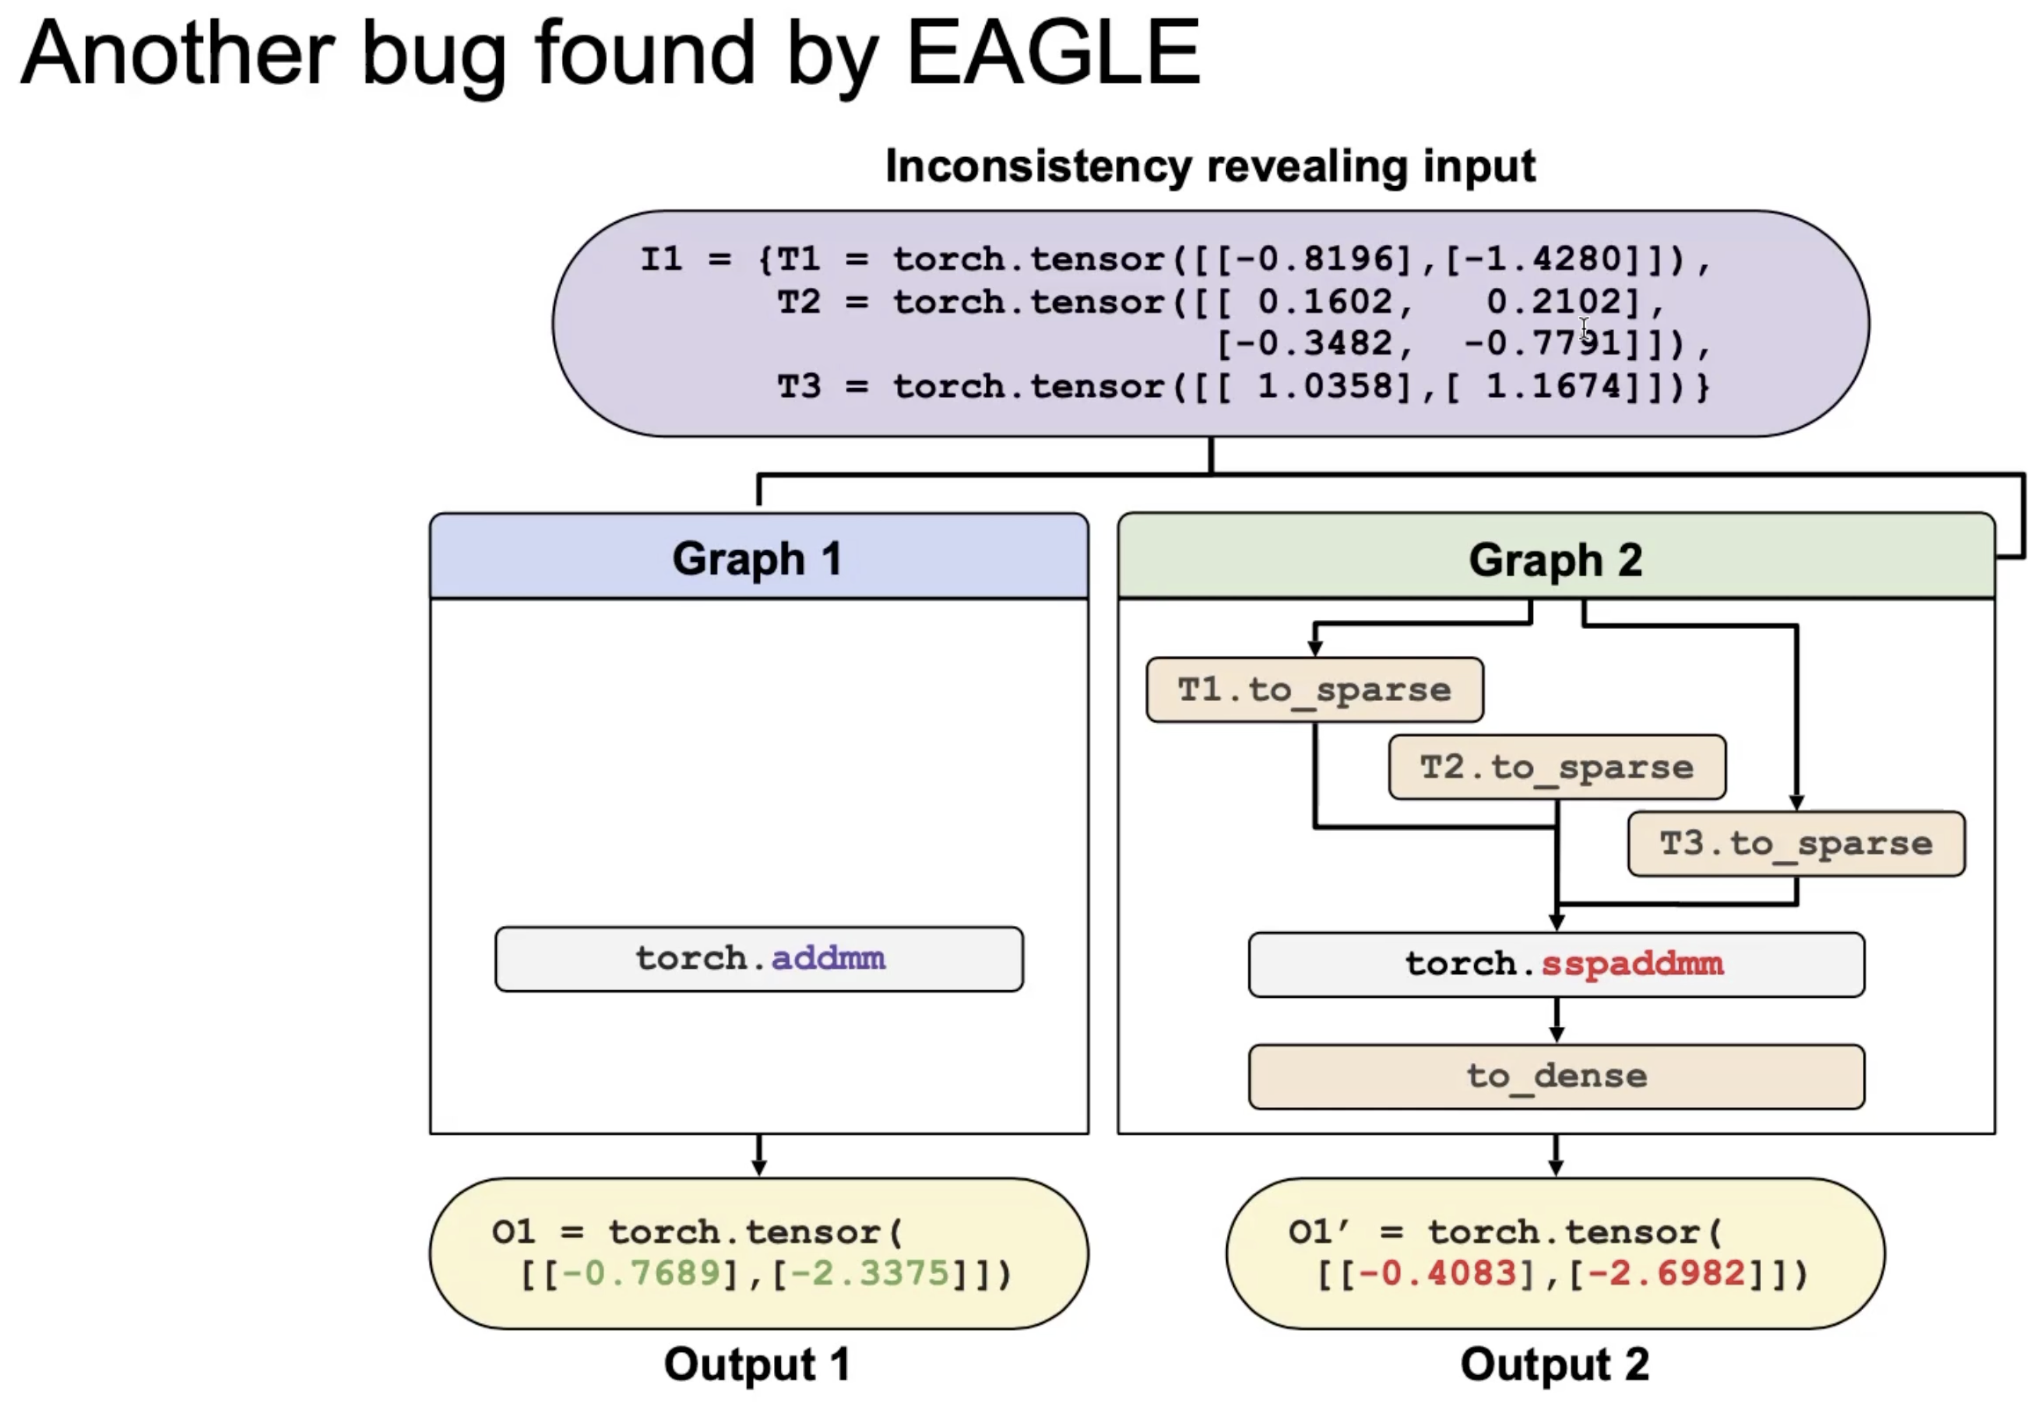 Another bug found by EAGLE
Inconsistency revealing input
I1 = {T1 = torch.tensor([[-0.8196],[-1.4280]]),
T2 = torch.tensor([[ 0.1602, 0.2102],
[-0.3482, -0.7791]]),
T3 = torch.tensor([[ 1.0358],[ 1.1674]])}
Graph 1
Graph 2
T1.to_sparse
T2.to_sparse
T3.to_sparse
torch.addmm
torch.sspaddmm
to_dense
O1 = torch.tensor(
[[-0.7689],[-2.3375]])
O1′ = torch.tensor(
[[-0.4083],[-2.6982]])
Output 1
Output 2